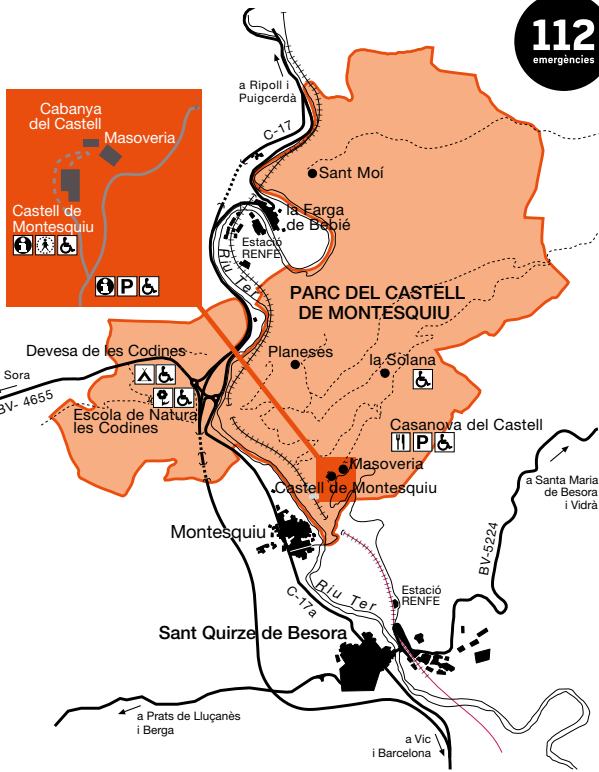 112
emergències
a Ripoll i
Puigcerdà
C-17
Cabanya
del Castell
Masoveria
Castell de
Montesquiu
i
P
Sant Moí
la Farga
de Bebié
Estació
RENFE
Riu Ter
PARC DEL CASTELL
DE MONTESQUIU
Devesa de les Codines
Planesés
la Solana
Sora
BV- 4655
Escola de Natura
les Codines
Casanova del Castell
P
Masoveria
Castell de Montesquiu
a Santa Maria
de Besora
i Vidrà
BV-5224
Montesquiu
Riu Ter
C-17a
Estació
RENFE
Sant Quirze de Besora
a Prats de Lluçanès
i Berga
a Vic
i Barcelona